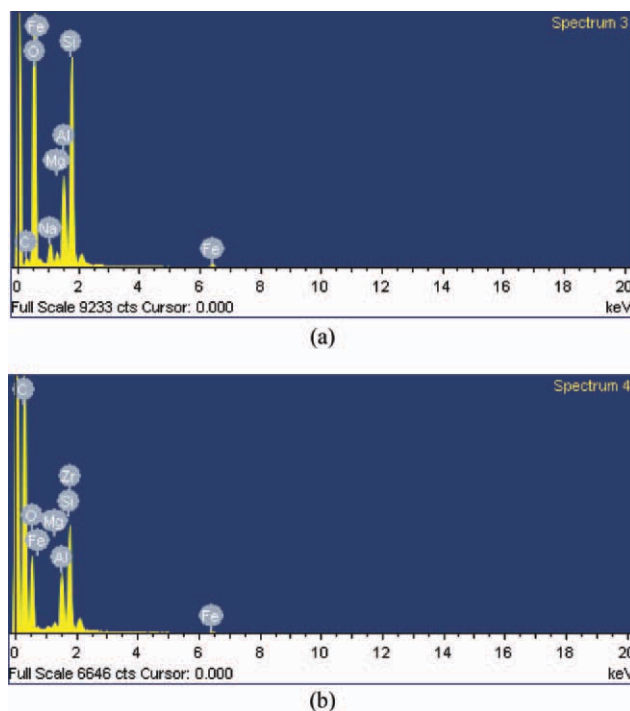 Spectrum 3
Fe
O
Si
Al
Mg
Na
C
Fe
0 2 4 6 8 10 12 14 16 18 20
Full Scale 9233 cts Cursor: 0.000 keV
(a)
Spectrum 4
C
Zr
Si
O
Mg
Fe
Al
Fe
0 2 4 6 8 10 12 14 16 18 20
Full Scale 6646 cts Cursor: 0.000 keV
(b)